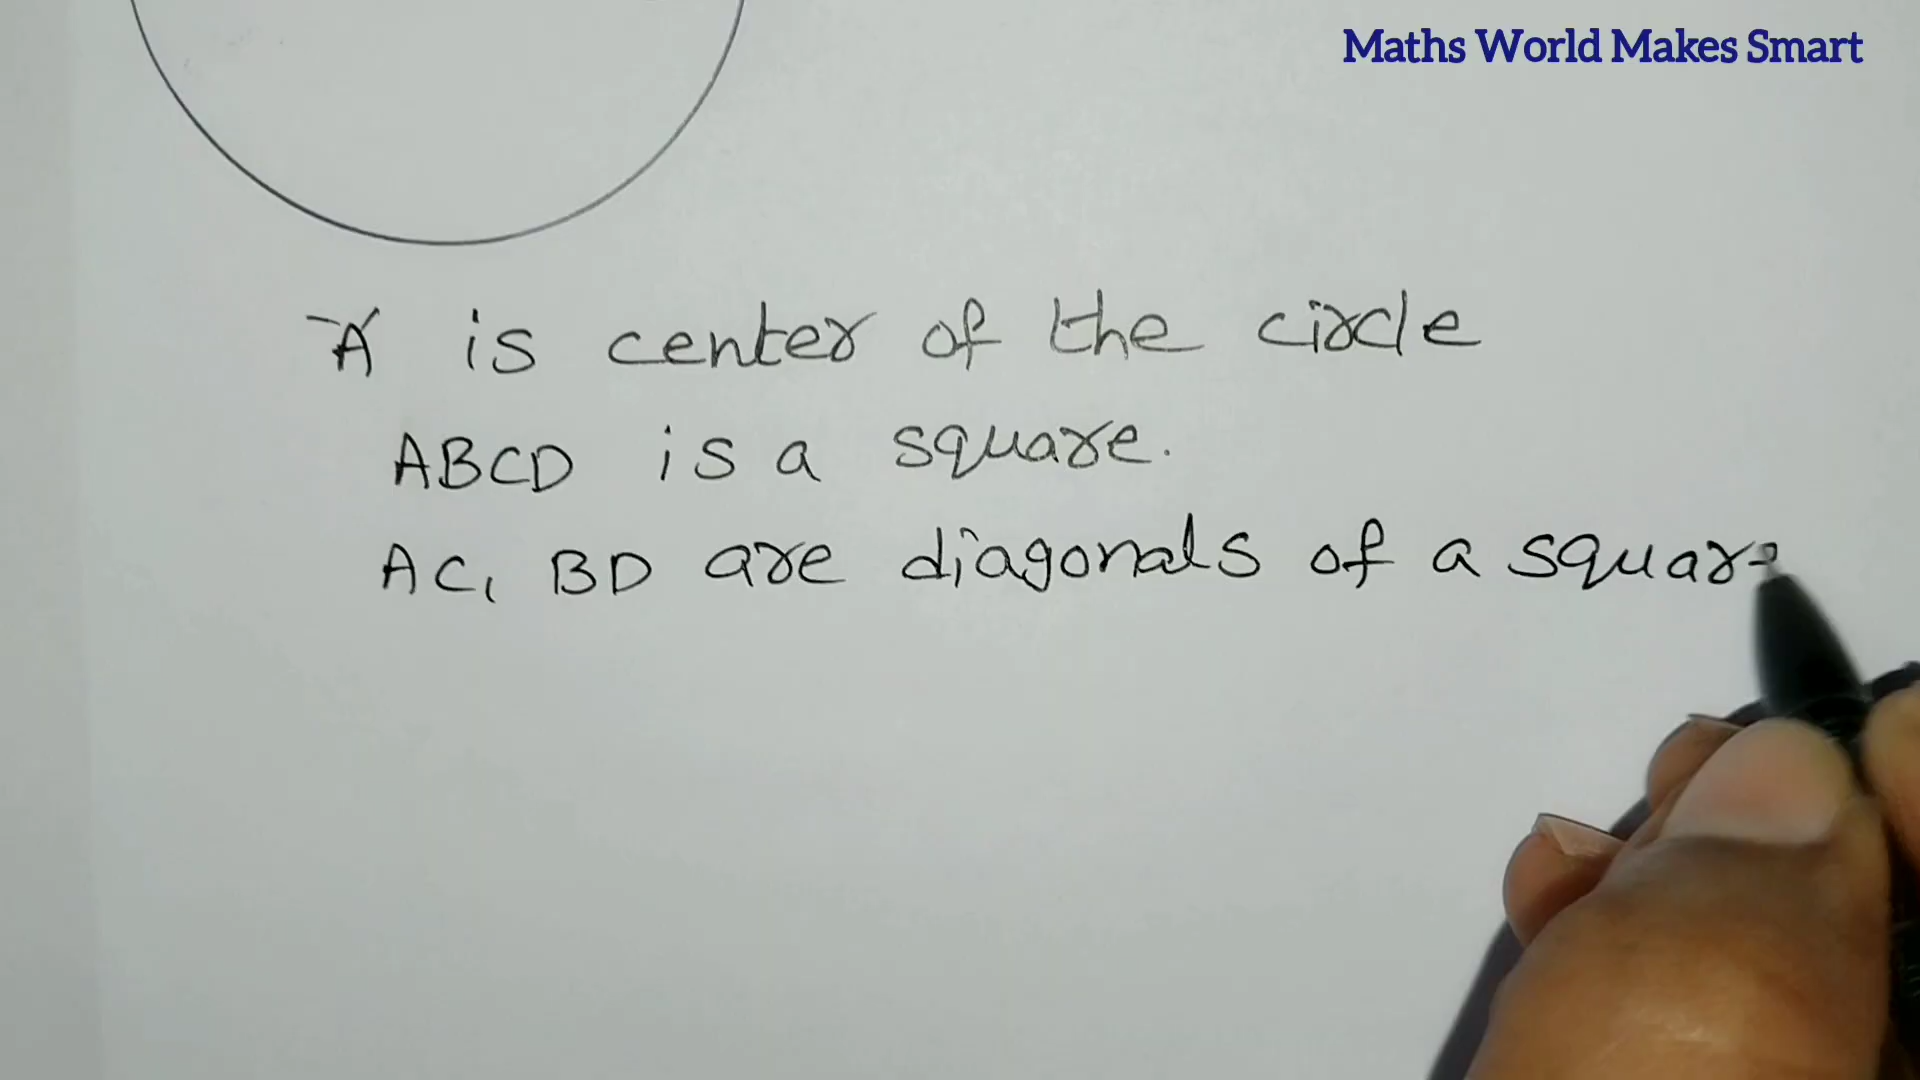 Maths World Makes Smart
A is center of the circle
ABCD is a square.
AC, BD are diagonals of a square